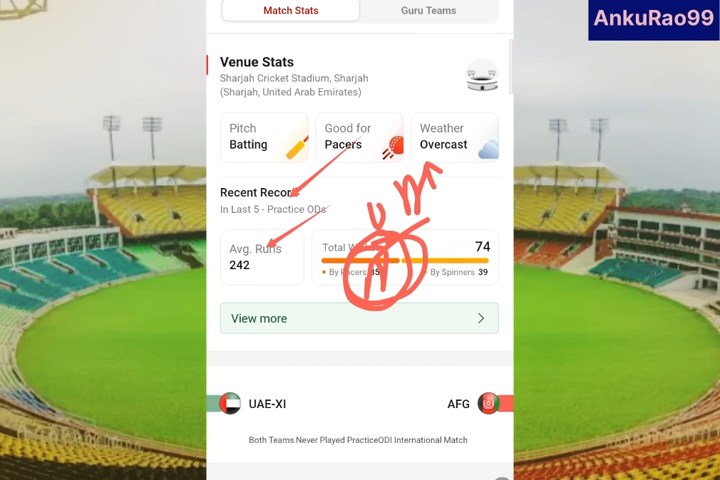 Match Stats
Guru Teams
AnkuRao99
Venue Stats
Sharjah Cricket Stadium, Sharjah
(Sharjah, United Arab Emirates)
Pitch
Batting
Good for
Pacers
Weather
Overcast
Recent Recor
In Last 5 - Practice ODs
Avg. Runs
242
Total
74
By Pacers 35
By Spinners 39
View more
UAE-XI
AFG
Both Teams Never Played PracticeODI International Match